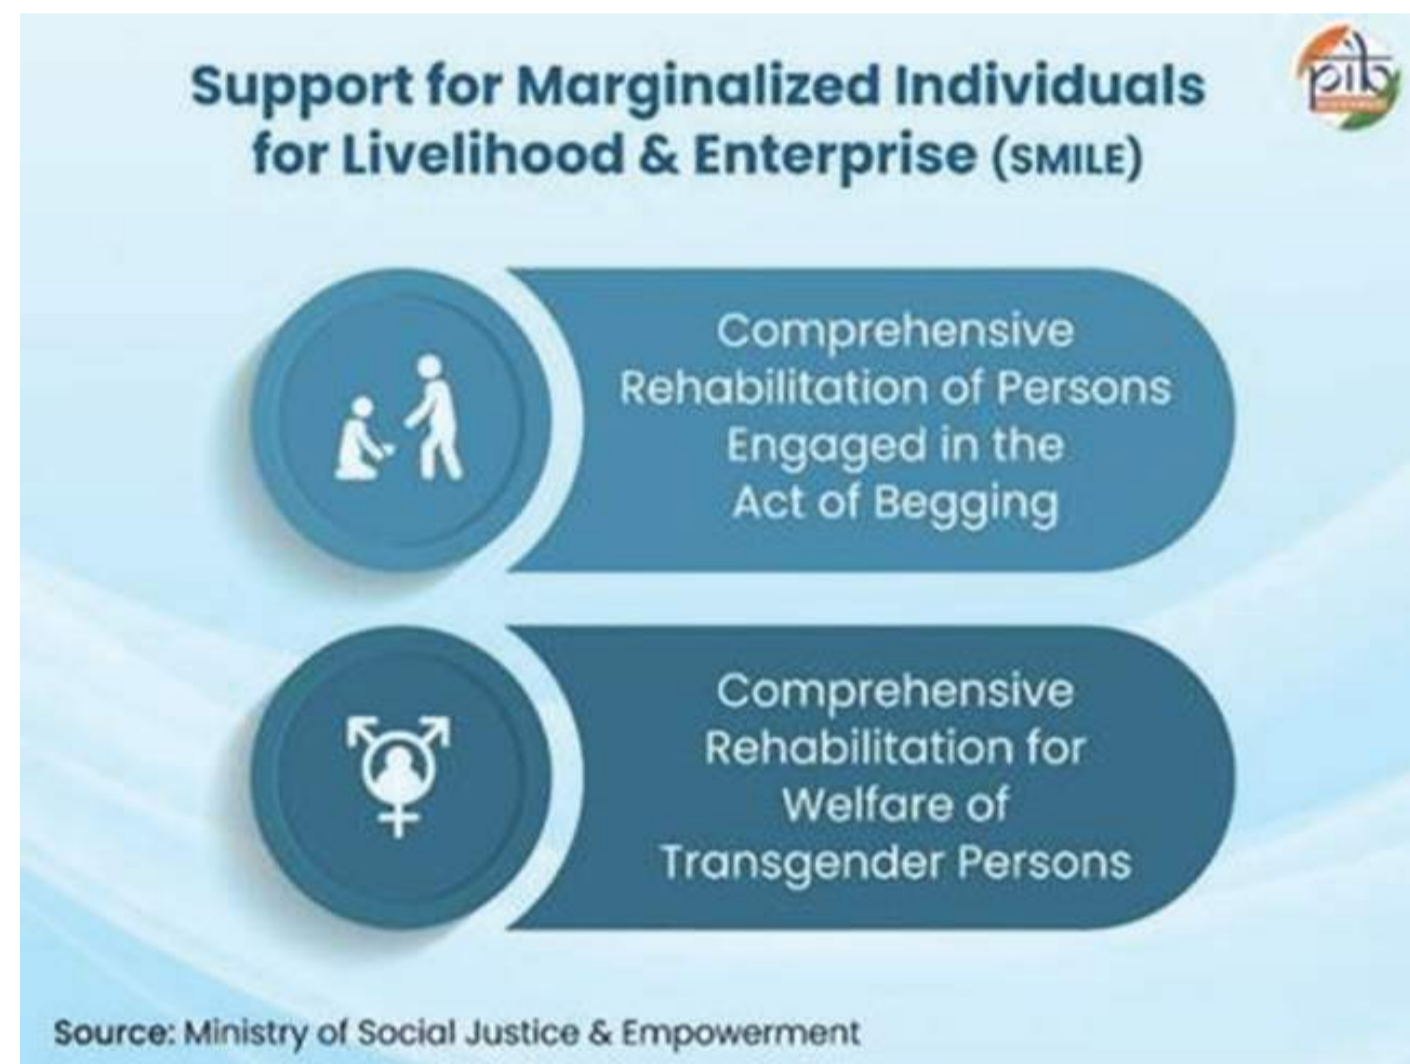 Support for Marginalized Individuals
for Livelihood & Enterprise (SMILE)
pib
Comprehensive
Rehabilitation of Persons
Engaged in the
Act of Begging
Comprehensive
Rehabilitation for
Welfare of
Transgender Persons
Source: Ministry of Social Justice & Empowerment